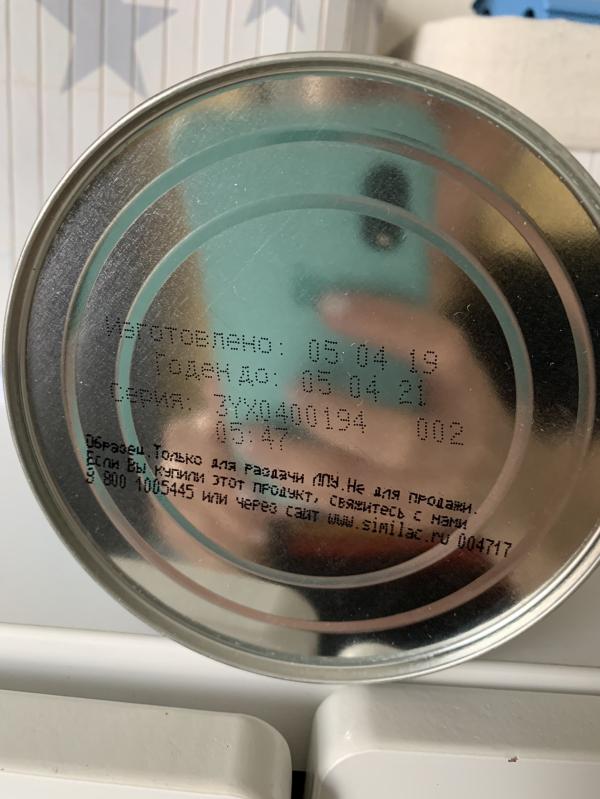 Изготовлено: 05 04 19
Годен до: 05 04 21
Серия: ЗУХ0400194 002
05:47
Образец.Только для раздачи ЛПУ.Не для продажи.
Если Вы купили этот продукт, свяжитесь с нами
8 800 1005445 или через сайт www.similac.ru 004717